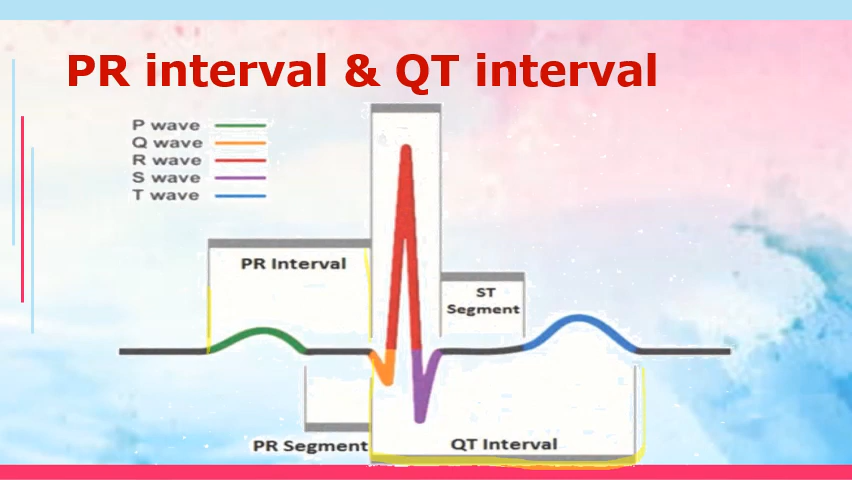 PR interval & QT interval
P wave
Q wave
R wave
S wave
T wave
PR Interval
ST
Segment
PR Segment
QT Interval